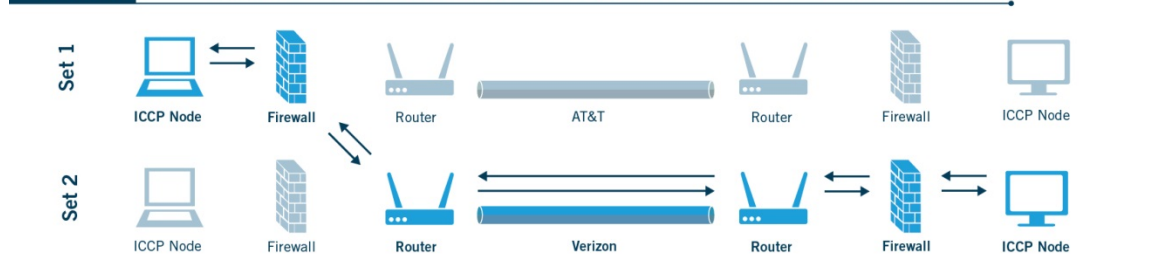 Set 1
ICCP Node Firewall Router AT&T Router Firewall ICCP Node
Set 2
ICCP Node Firewall Router Verizon Router Firewall ICCP Node